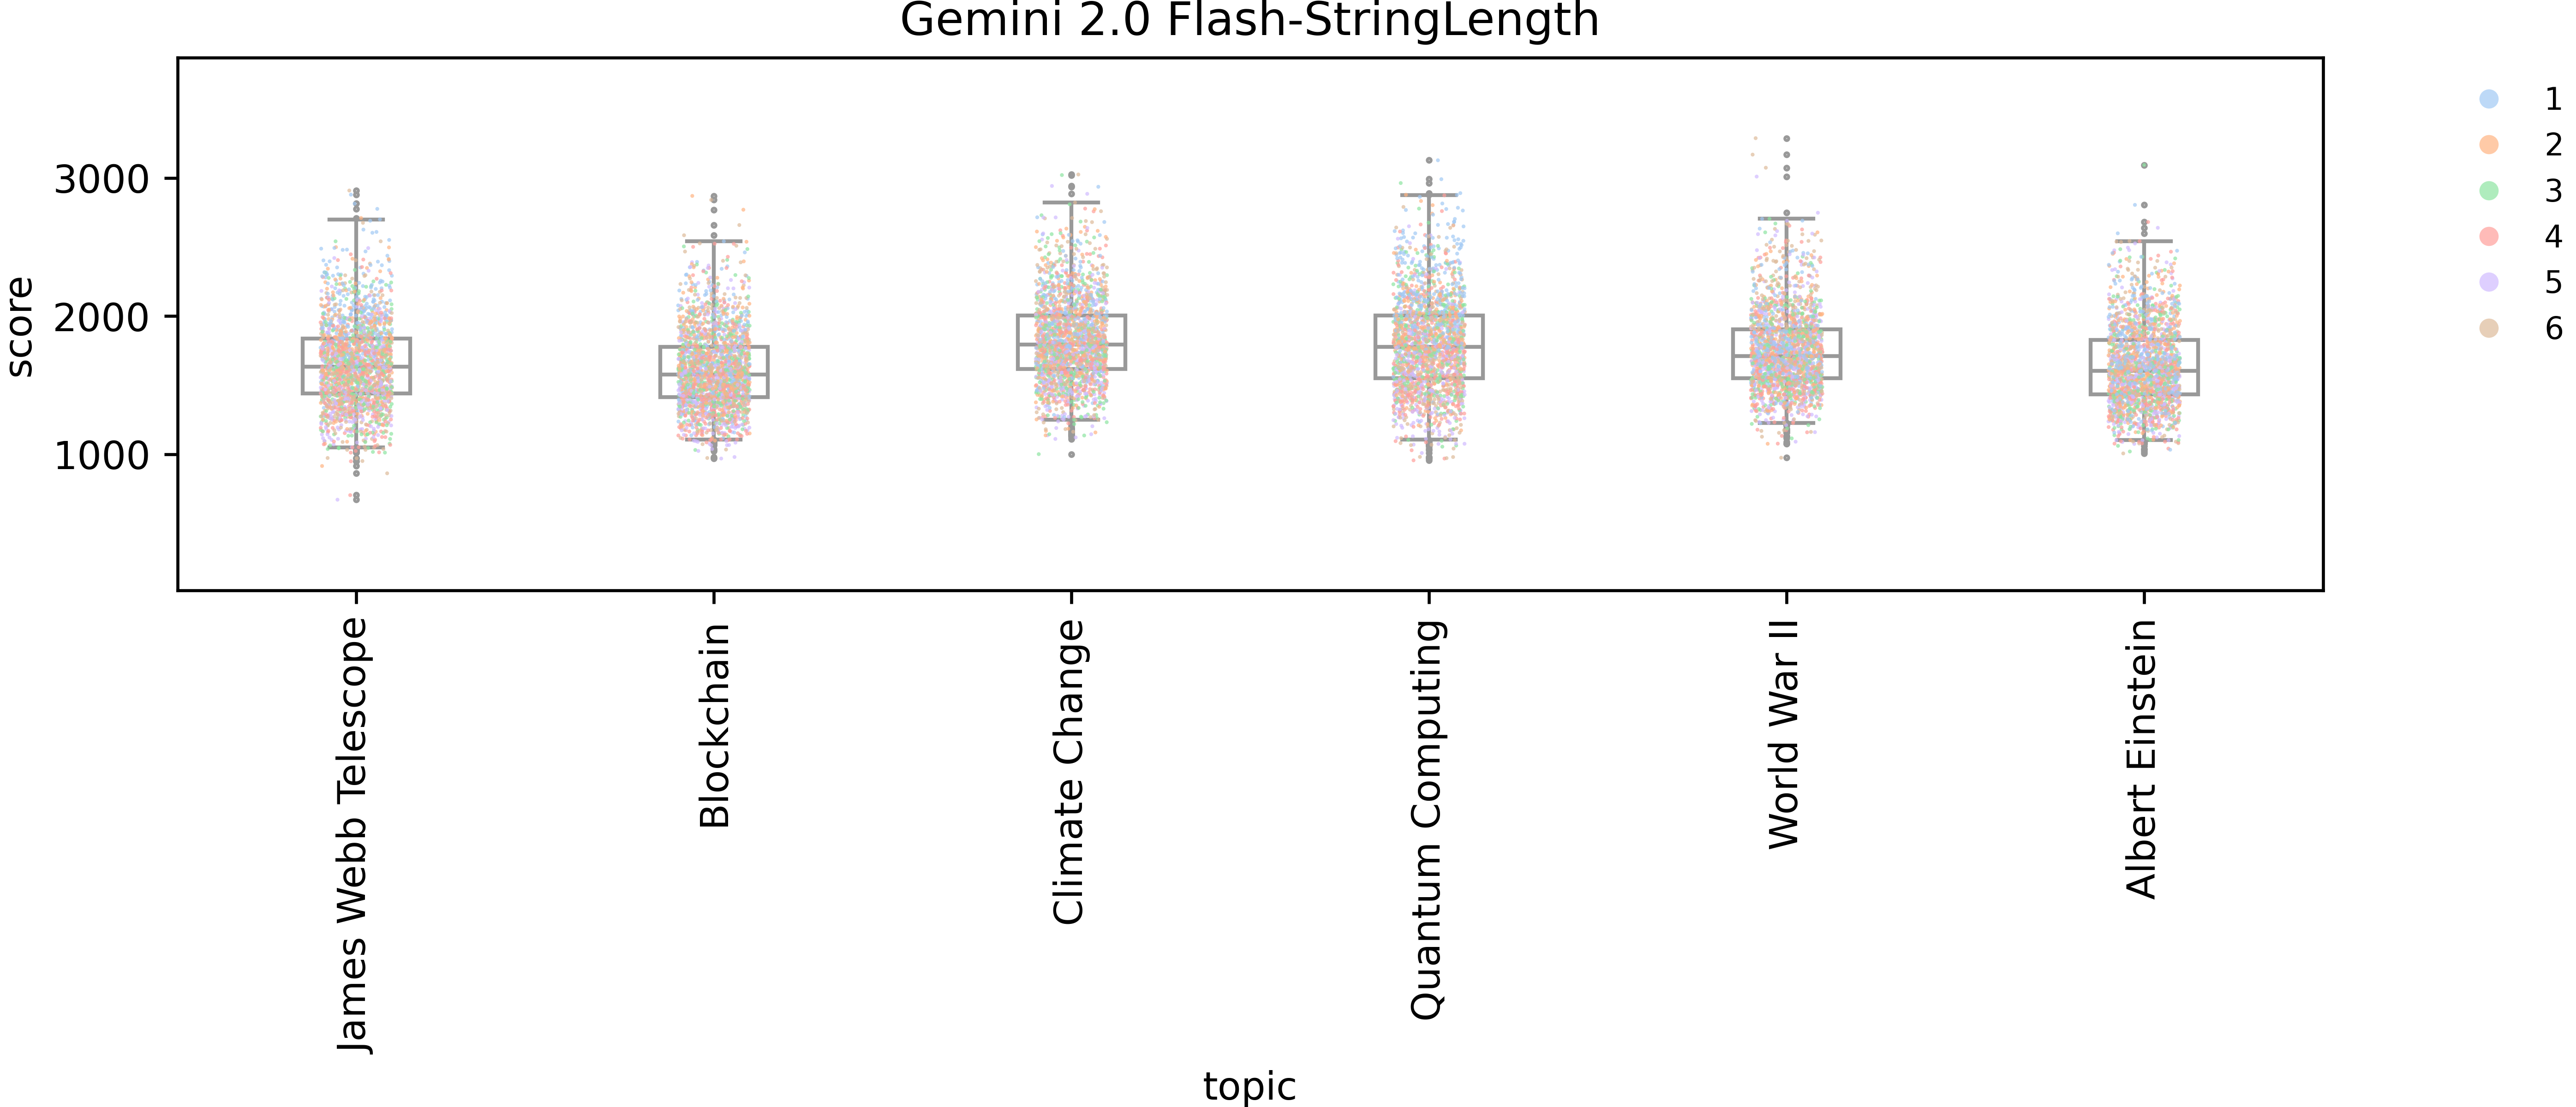 Gemini 2.0 Flash-StringLength
score
3000
2000
1000
James Webb Telescope
Blockchain
Climate Change
Quantum Computing
World War II
Albert Einstein
topic
1
2
3
4
5
6